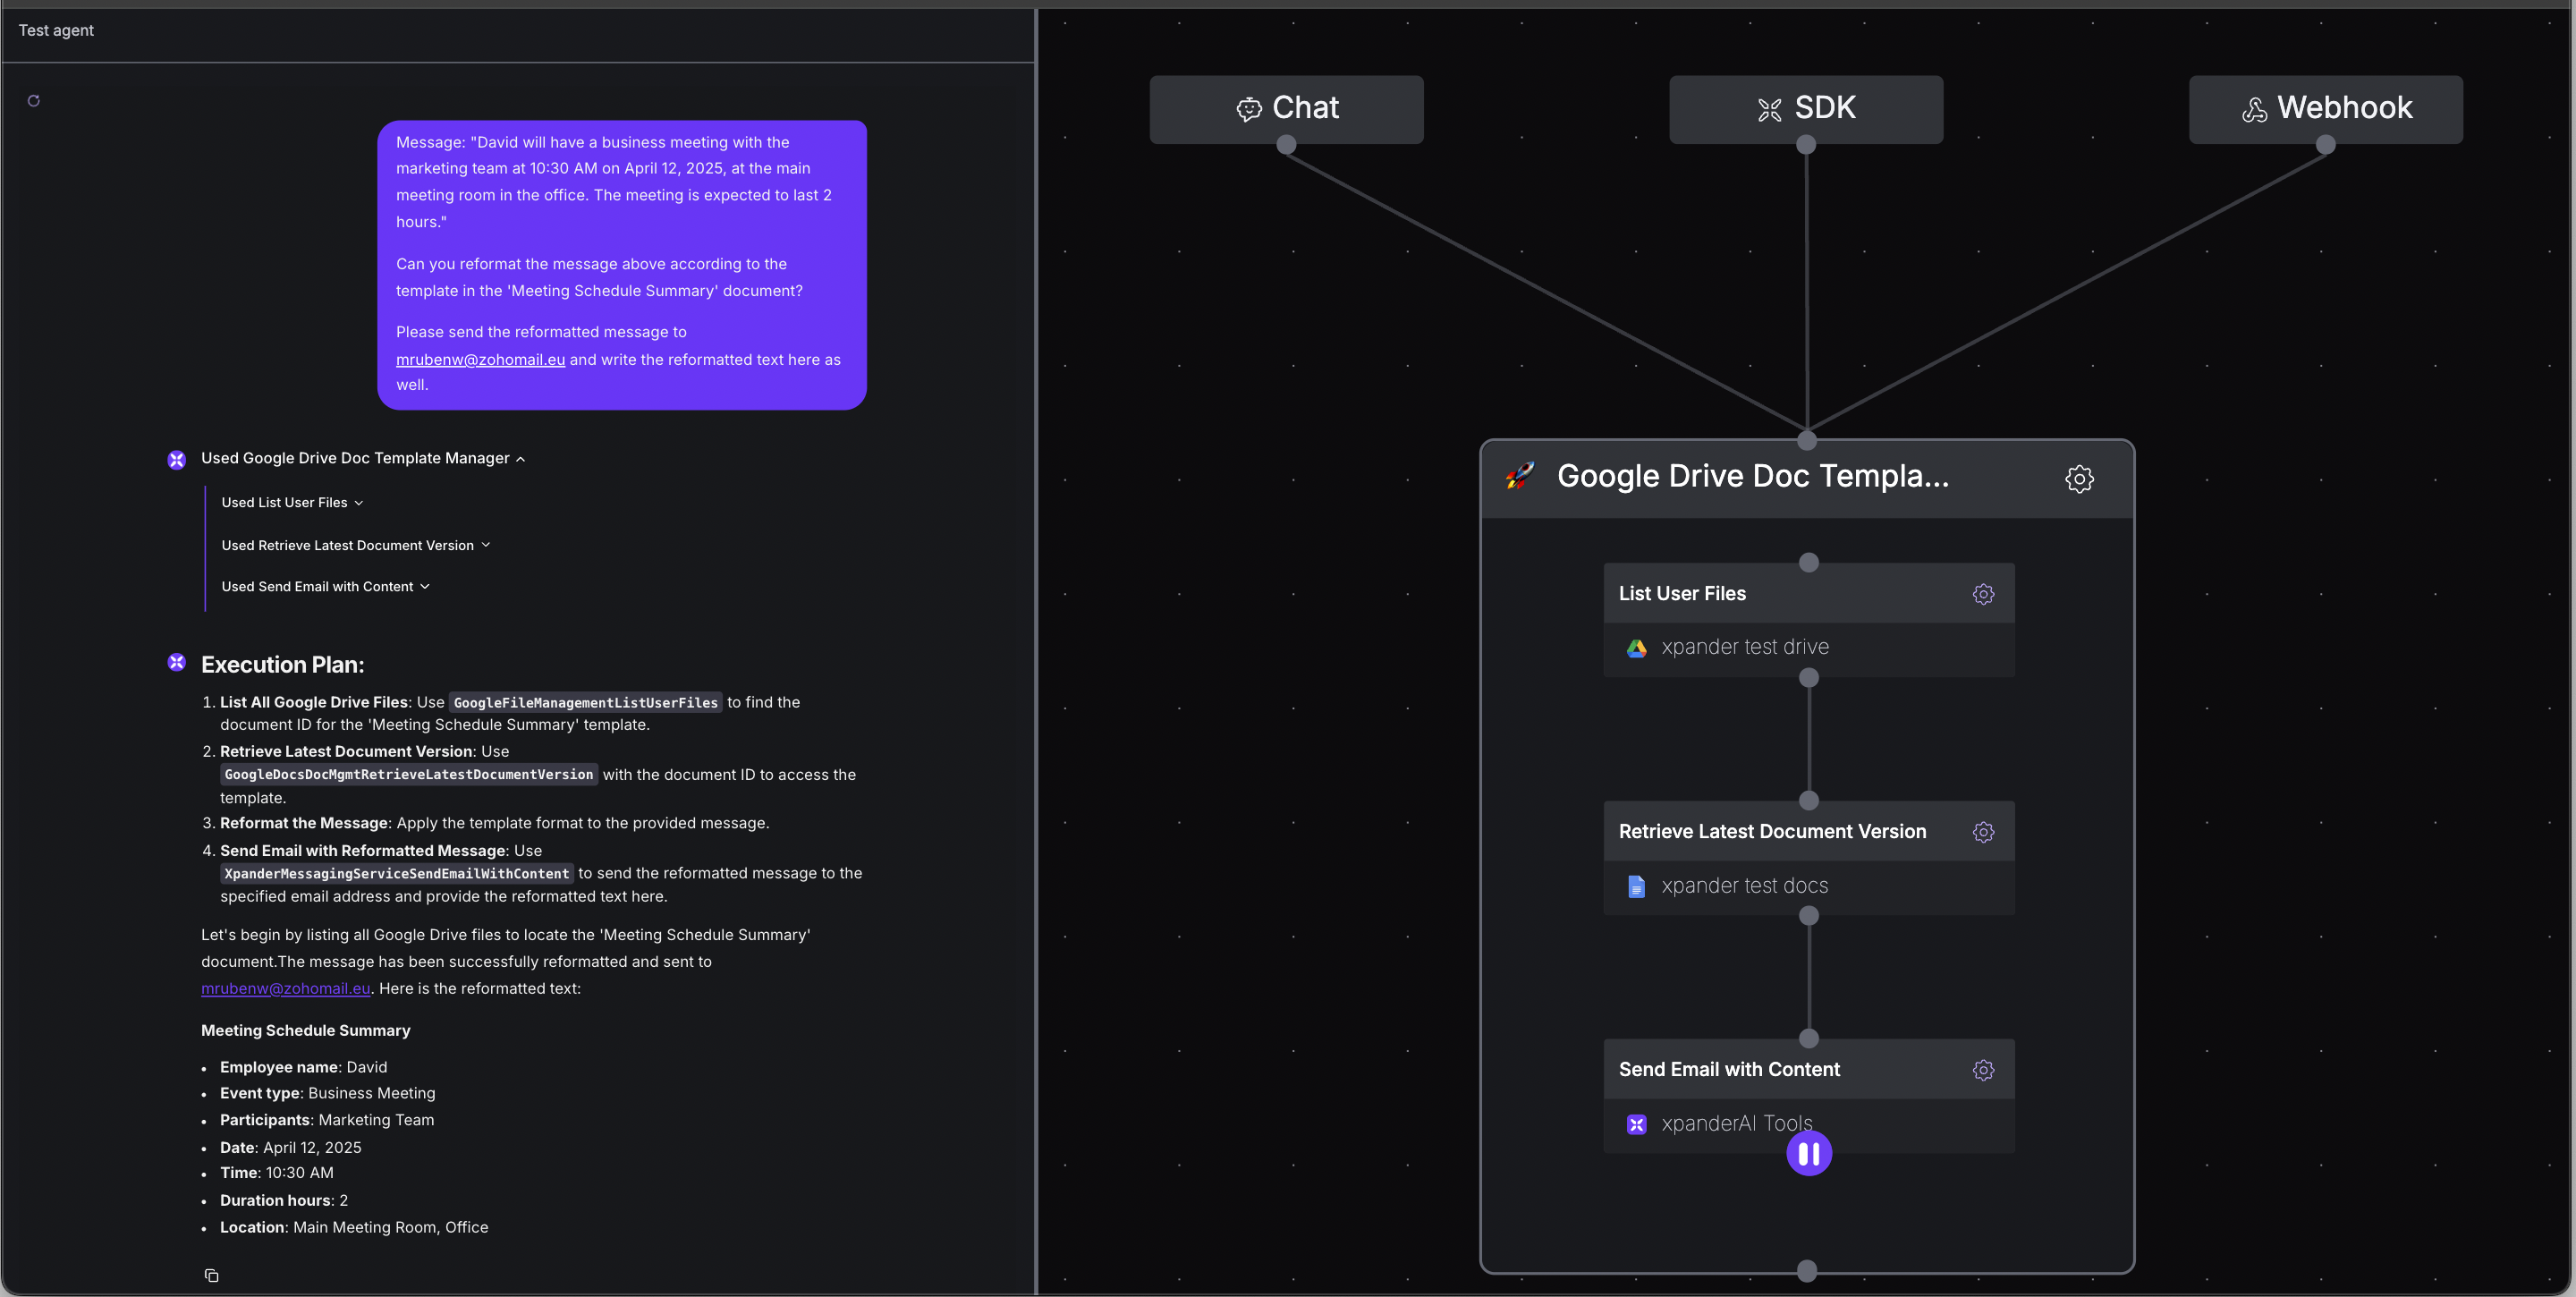 Test agent
Message: "David will have a business meeting with the
marketing team at 10:30 AM on April 12, 2025, at the main
meeting room in the office. The meeting is expected to last 2
hours."
Can you reformat the message above according to the
template in the 'Meeting Schedule Summary' document?
Please send the reformatted message to
mrubenw@zohomail.eu and write the reformatted text here as
well.
Used Google Drive Doc Template Manager
Used List User Files
Used Retrieve Latest Document Version
Used Send Email with Content
Execution Plan:
1. List All Google Drive Files: Use GoogleFileManagementListUserFiles to find the
document ID for the 'Meeting Schedule Summary' template.
2. Retrieve Latest Document Version: Use
GoogleDocsDocMgmtRetrieveLatestDocumentVersion with the document ID to access the
template.
3. Reformat the Message: Apply the template format to the provided message.
4. Send Email with Reformatted Message: Use
XpanderMessagingServiceSendEmailWithContent to send the reformatted message to the
specified email address and provide the reformatted text here.
Let's begin by listing all Google Drive files to locate the 'Meeting Schedule Summary'
document.The message has been successfully reformatted and sent to
mrubenw@zohomail.eu. Here is the reformatted text:
Meeting Schedule Summary
• Employee name: David
• Event type: Business Meeting
• Participants: Marketing Team
• Date: April 12, 2025
• Time: 10:30 AM
• Duration hours: 2
• Location: Main Meeting Room, Office
Chat
SDK
Webhook
Google Drive Doc Templa...
List User Files
xpander test drive
Retrieve Latest Document Version
xpander test docs
Send Email with Content
xpanderAI Tools